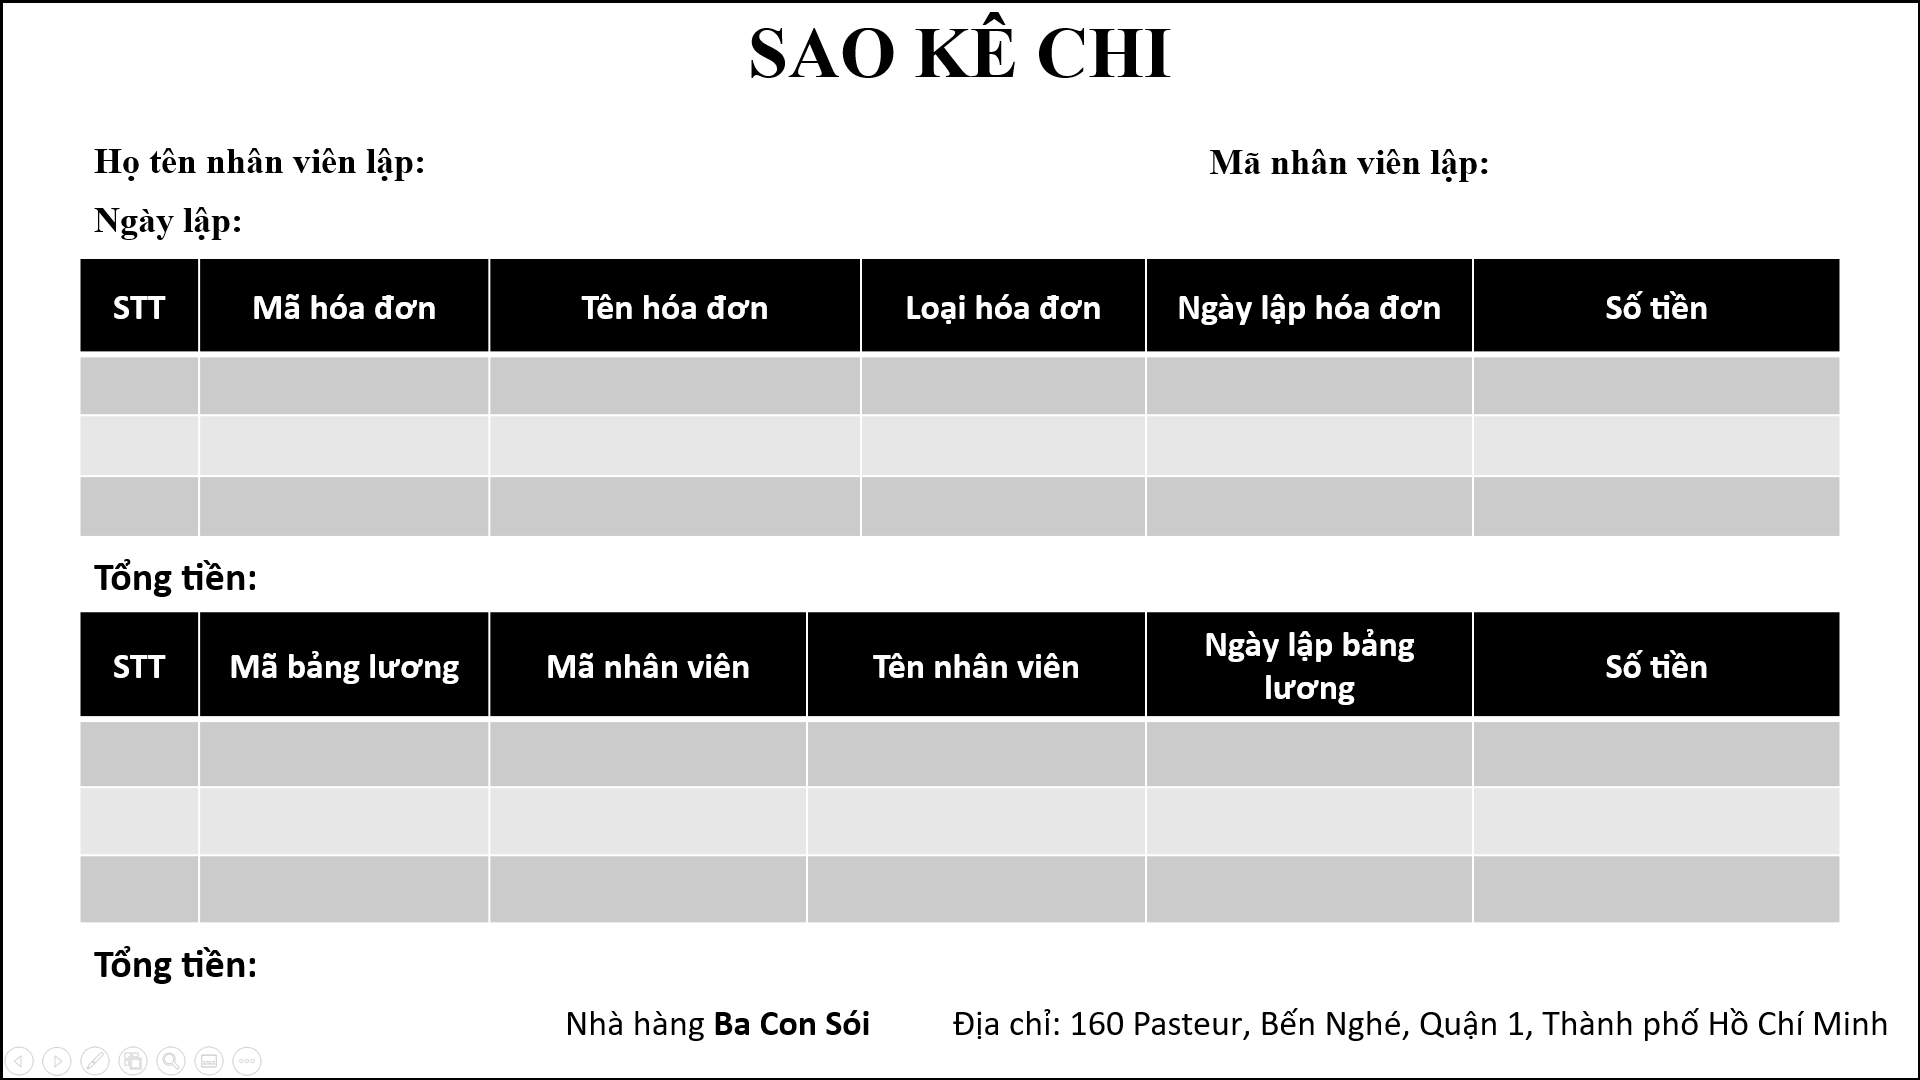 SAO KÊ CHI
Họ tên nhân viên lập: Mã nhân viên lập:
Ngày lập:
STT Mã hóa đơn Tên hóa đơn Loại hóa đơn Ngày lập hóa đơn Số tiền
Tổng tiền:
STT Mã bảng lương Mã nhân viên Tên nhân viên Ngày lập bảng lương Số tiền
Tổng tiền:
Nhà hàng Ba Con Sói Địa chỉ: 160 Pasteur, Bến Nghé, Quận 1, Thành phố Hồ Chí Minh